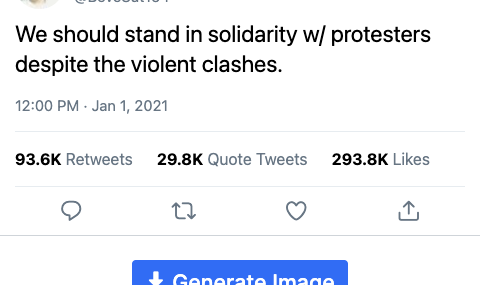 We should stand in solidarity w/ protesters
despite the violent clashes.
12:00 PM · Jan 1, 2021
93.6K Retweets 29.8K Quote Tweets 293.8K Likes
Generate Image